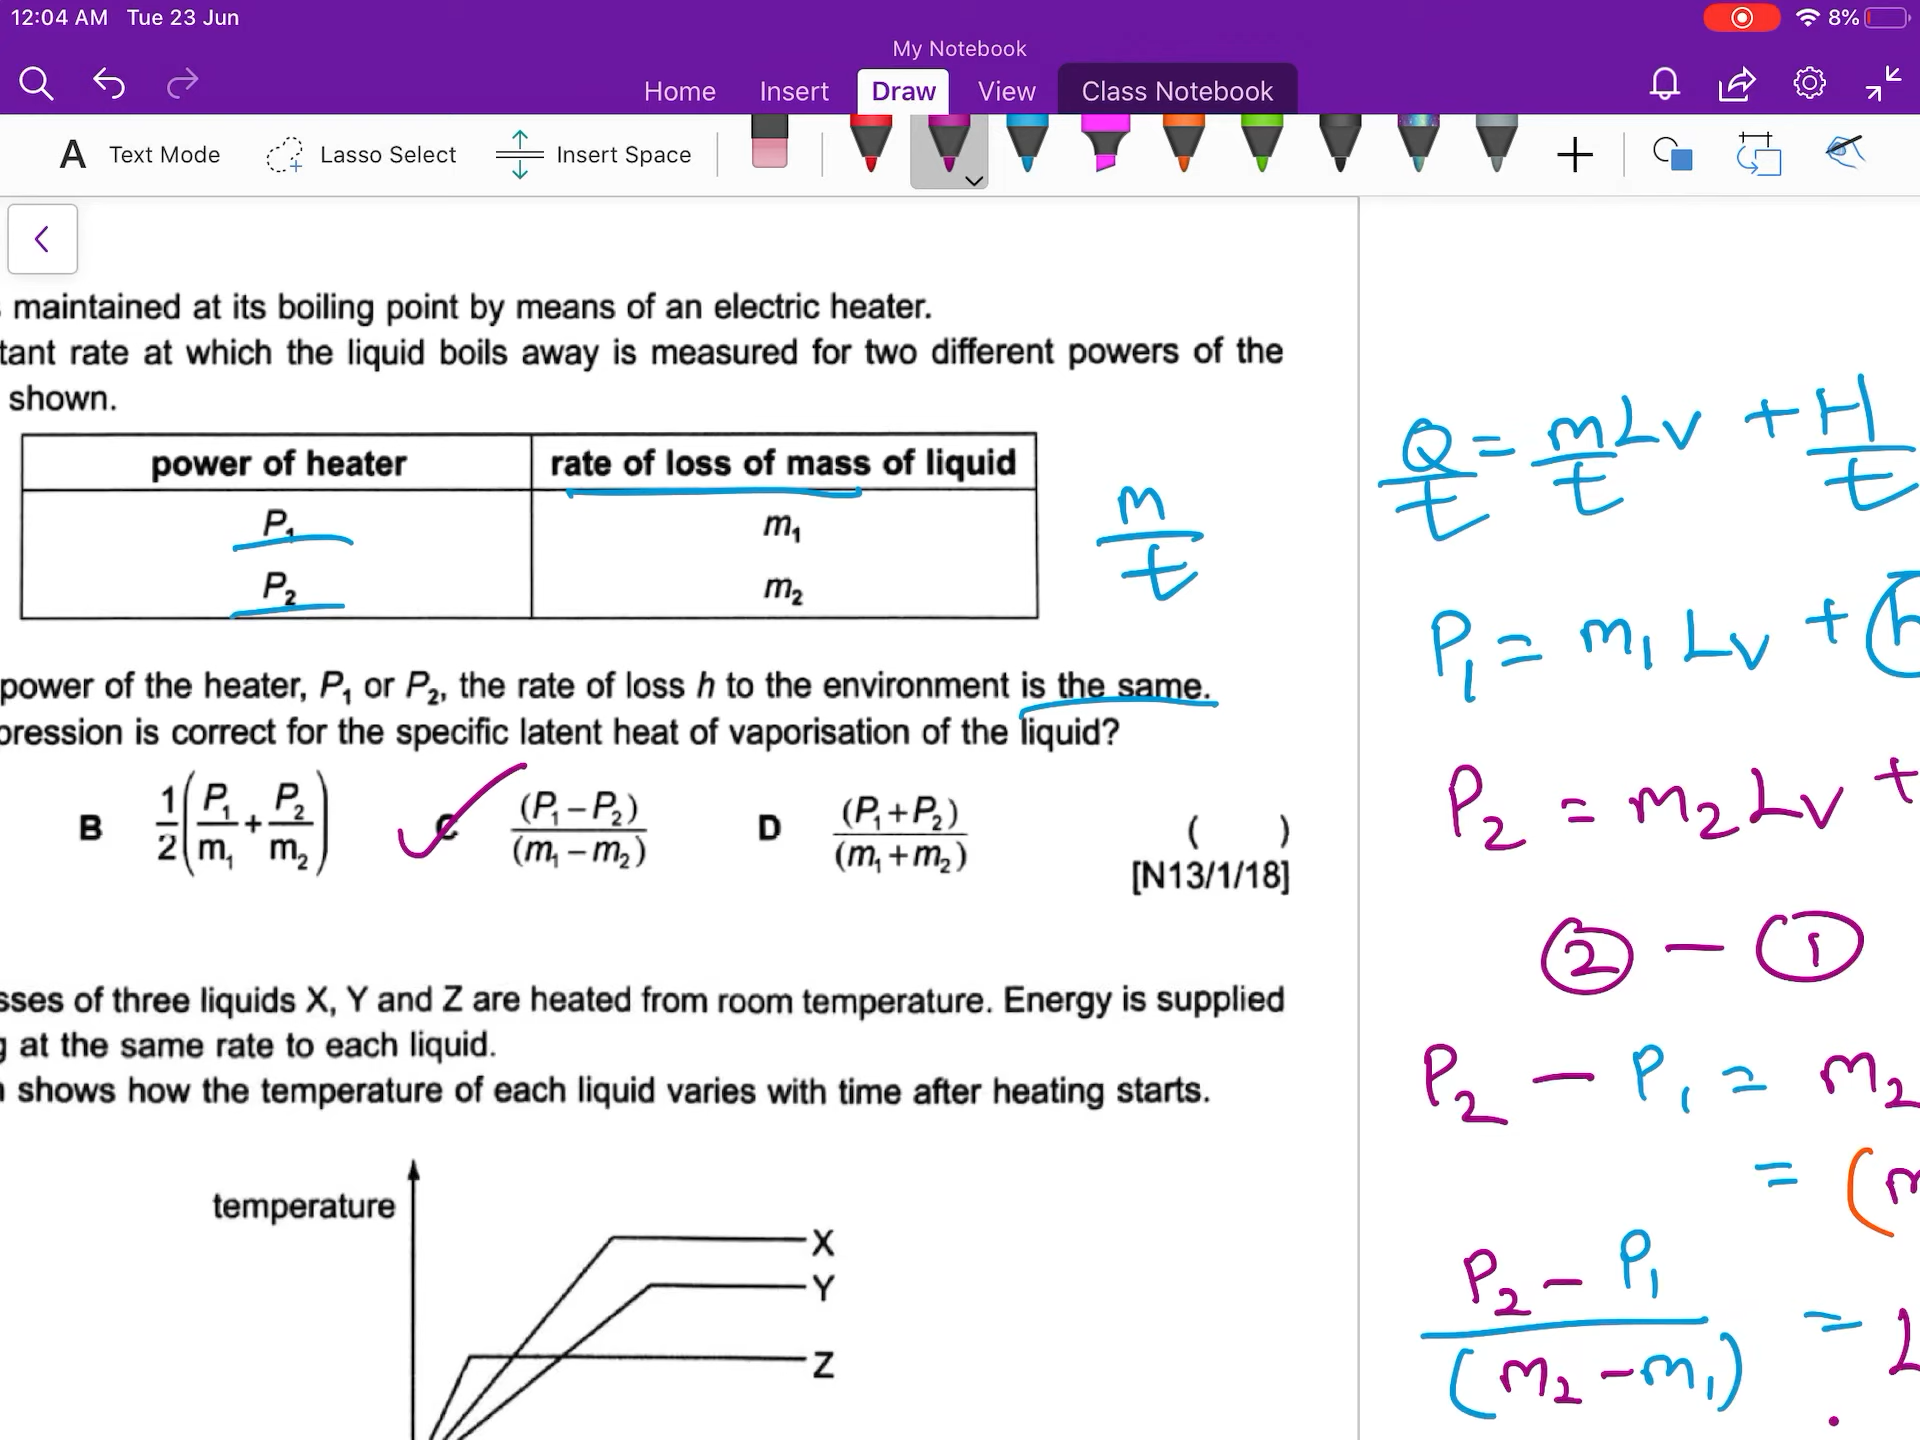 12:04 AM Tue 23 Jun
8%
My Notebook
Home Insert Draw View Class Notebook
A Text Mode Lasso Select Insert Space
maintained at its boiling point by means of an electric heater.
tant rate at which the liquid boils away is measured for two different powers of the
shown.
power of heater rate of loss of mass of liquid
P₁ m₁
P₂ m₂
m/t
power of the heater, P₁ or P₂, the rate of loss h to the environment is the same.
pression is correct for the specific latent heat of vaporisation of the liquid?
B 1/2(P₁/m₁ + P₂/m₂) C (P₁ – P₂)/(m₁ – m₂) D (P₁ + P₂)/(m₁ + m₂) ( )
[N13/1/18]
sses of three liquids X, Y and Z are heated from room temperature. Energy is supplied
g at the same rate to each liquid.
shows how the temperature of each liquid varies with time after heating starts.
temperature
X
Y
Z
Q/t = m/t Lv + H/t
P₁ = m₁ Lv + h
P₂ = m₂ Lv +
② – ①
P₂ – P₁ = m₂
= (m
P₂ – P₁/(m₂ – m₁) = L